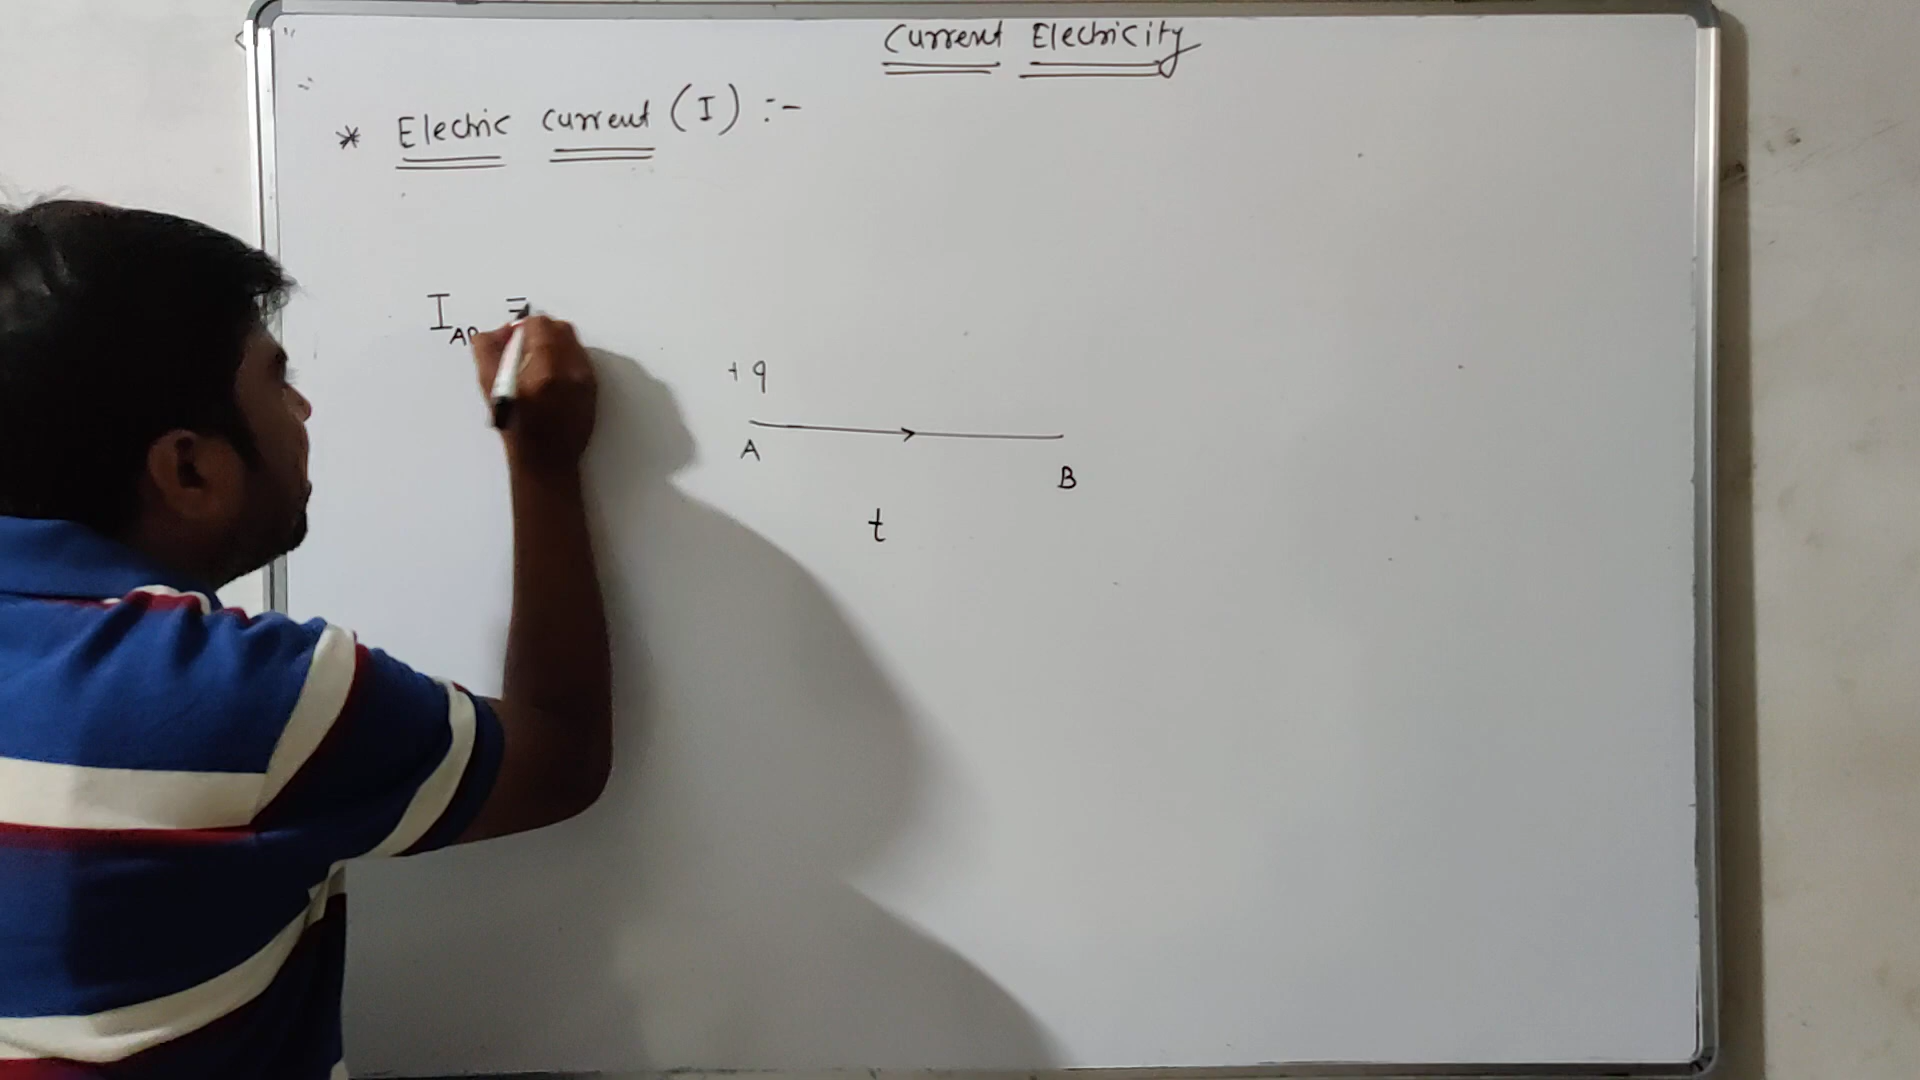 Current Electricity
* Electric current (I) :-
I =
+ q
A
B
t